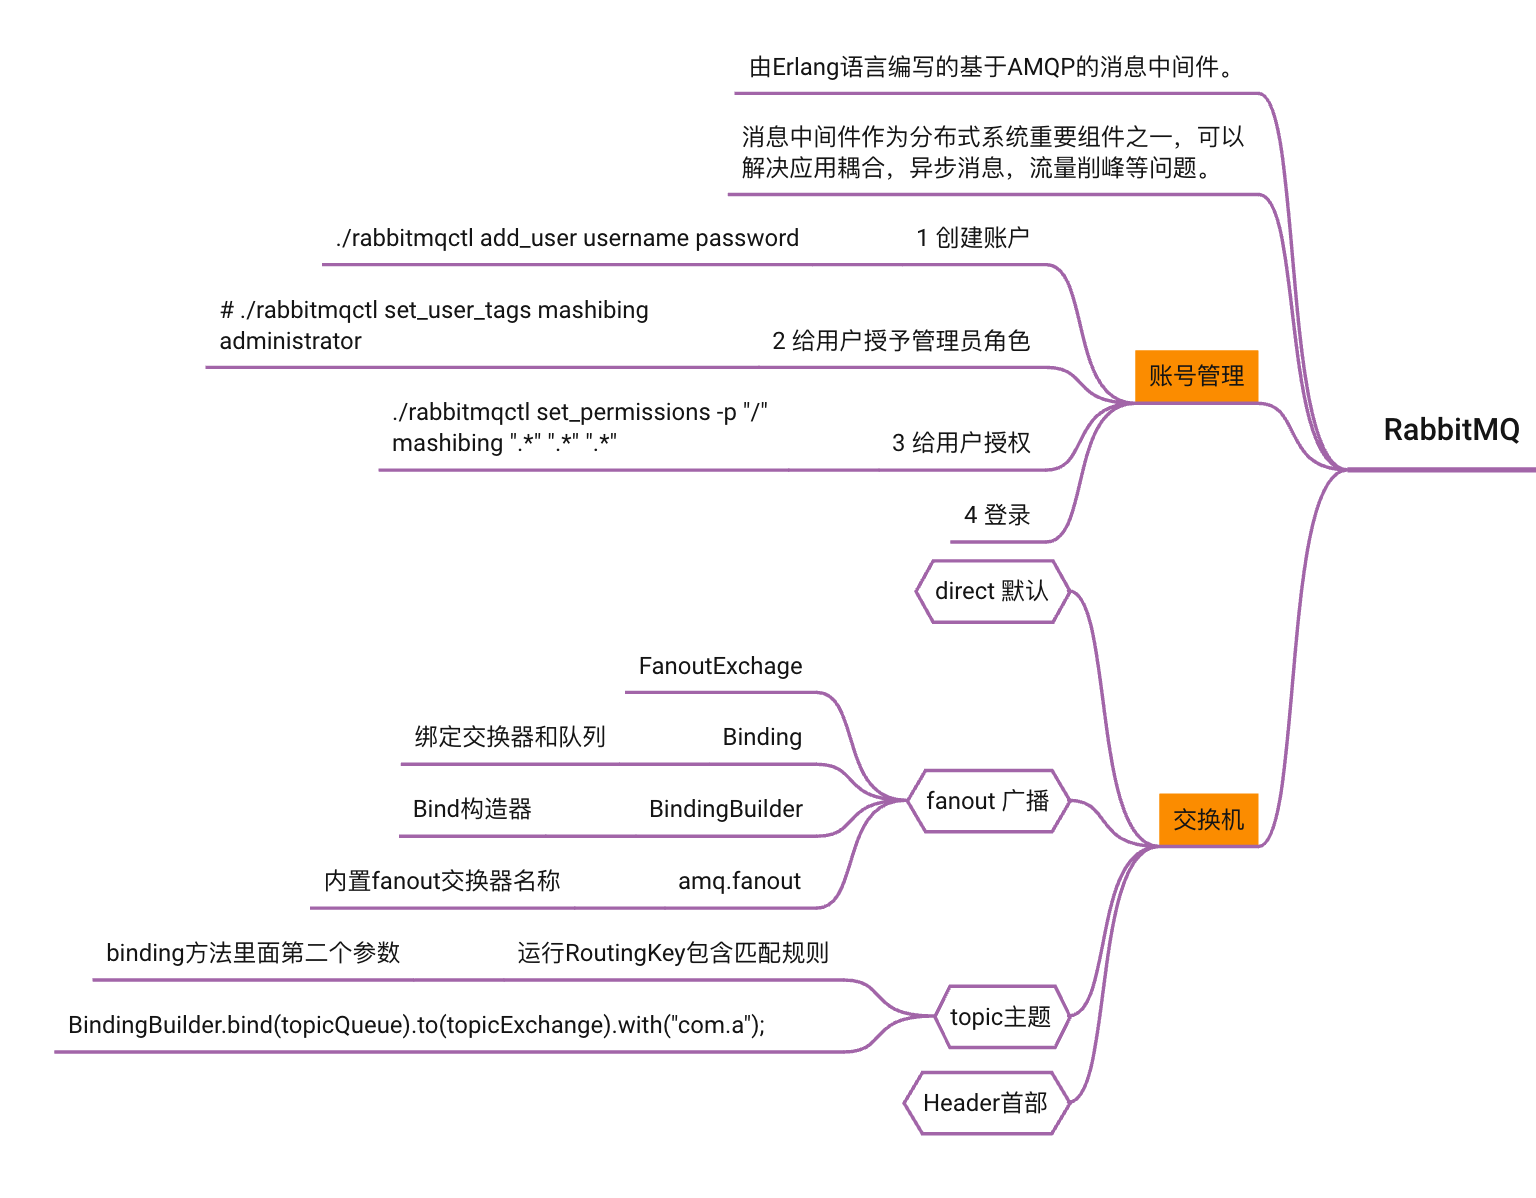 由Erlang语言编写的基于AMQP的消息中间件。
消息中间件作为分布式系统重要组件之一，可以
解决应用耦合，异步消息，流量削峰等问题。
./rabbitmqctl add_user username password
1 创建账户
# ./rabbitmqctl set_user_tags mashibing
administrator
2 给用户授予管理员角色
账号管理
./rabbitmqctl set_permissions -p "/"
mashibing ".*" ".*" ".*"
3 给用户授权
RabbitMQ
4 登录
direct 默认
FanoutExchage
绑定交换器和队列
Binding
Bind构造器
BindingBuilder
fanout 广播
交换机
内置fanout交换器名称
amq.fanout
binding方法里面第二个参数
运行RoutingKey包含匹配规则
BindingBuilder.bind(topicQueue).to(topicExchange).with("com.a");
topic主题
Header首部